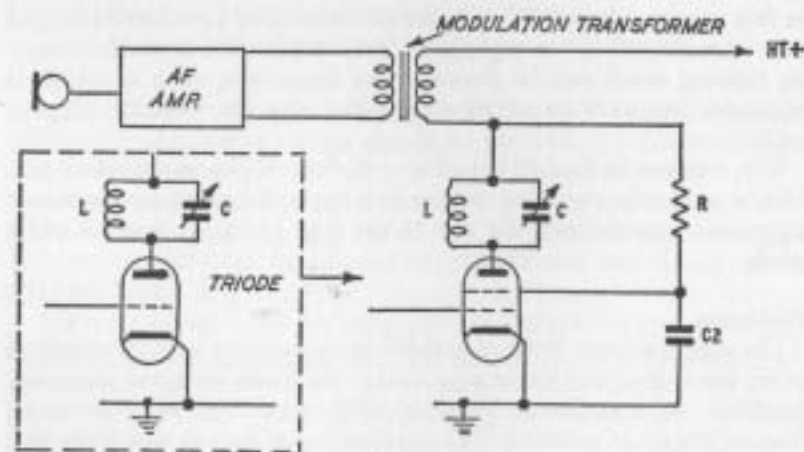 MODULATION TRANSFORMER
HT+
AF
AMR.
L
C
TRIODE
L
C
R
C2